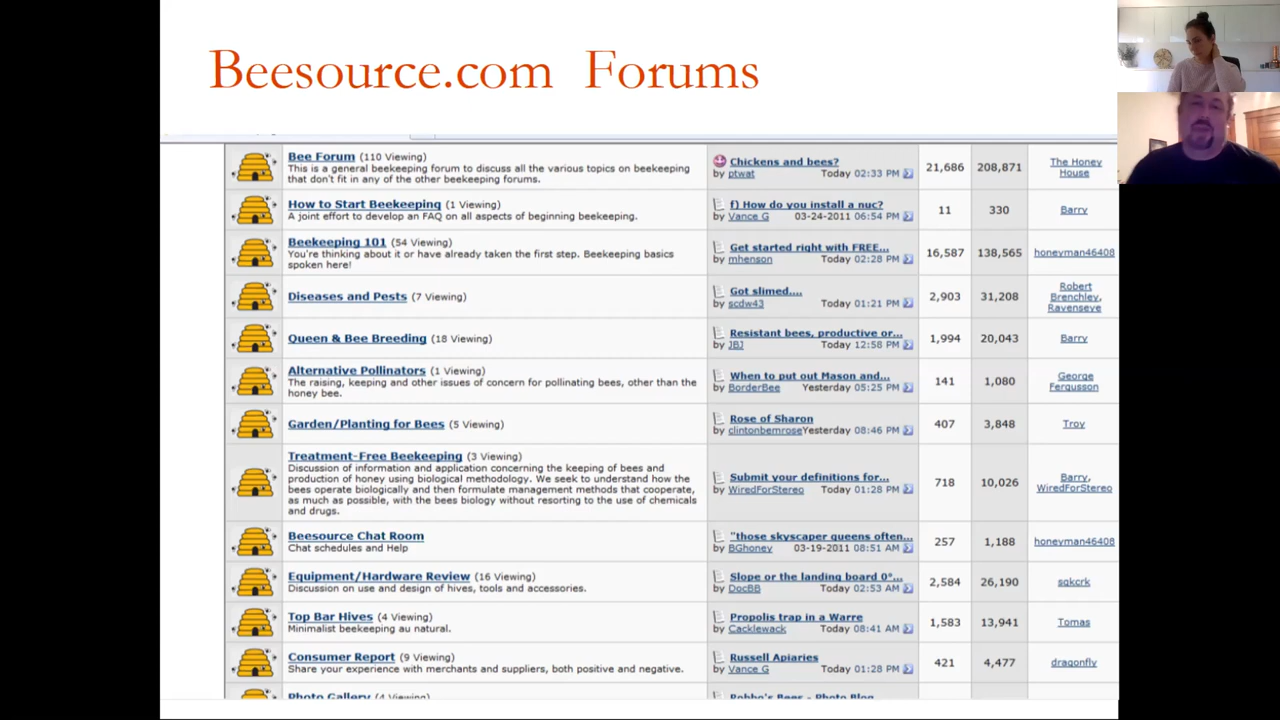 Beesource.com Forums
Bee Forum (110 Viewing)
This is a general beekeeping forum to discuss all the various topics on beekeeping
that don't fit in any of the other beekeeping forums.
Chickens and bees?
by ptwat Today 02:33 PM
21,686 208,871
The Honey
House
How to Start Beekeeping (1 Viewing)
A joint effort to develop an FAQ on all aspects of beginning beekeeping.
f) How do you install a nuc?
by Vance G 03-24-2011 06:54 PM
11 330 Barry
Beekeeping 101 (54 Viewing)
You're thinking about it or have already taken the first step. Beekeeping basics
spoken here!
Get started right with FREE...
by mhenson Today 02:28 PM
16,587 138,565 honeyman46408
Diseases and Pests (7 Viewing)
Got slimed....
by scdw43 Today 01:21 PM
2,903 31,208
Robert
Brenchley,
Ravenseye
Queen & Bee Breeding (18 Viewing)
Resistant bees, productive or...
by JBJ Today 12:58 PM
1,994 20,043 Barry
Alternative Pollinators (1 Viewing)
The raising, keeping and other issues of concern for pollinating bees, other than the
honey bee.
When to put out Mason and...
by BorderBee Yesterday 05:25 PM
141 1,080
George
Fergusson
Garden/Planting for Bees (5 Viewing)
Rose of Sharon
by clintonbemrose Yesterday 08:46 PM
407 3,848 Troy
Treatment-Free Beekeeping (3 Viewing)
Discussion of information and application concerning the keeping of bees and
production of honey using biological methodology. We seek to understand how the
bees operate biologically and then formulate management methods that cooperate,
as much as possible, with the bees biology without resorting to the use of chemicals
and drugs.
Submit your definitions for...
by WiredForStereo Today 01:28 PM
718 10,026
Barry,
WiredForStereo
Beesource Chat Room
Chat schedules and Help
"those skyscaper queens often...
by BGhoney 03-19-2011 08:51 AM
257 1,188 honeyman46408
Equipment/Hardware Review (16 Viewing)
Discussion on use and design of hives, tools and accessories.
Slope or the landing board 0°...
by DocBB Today 02:53 AM
2,584 26,190 sqkcrk
Top Bar Hives (4 Viewing)
Minimalist beekeeping au natural.
Propolis trap in a Warre
by Cacklewack Today 08:41 AM
1,583 13,941 Tomas
Consumer Report (9 Viewing)
Share your experience with merchants and suppliers, both positive and negative.
Russell Apiaries
by Vance G Today 01:28 PM
421 4,477 dragonfly
Photo Gallery (4 Viewing)